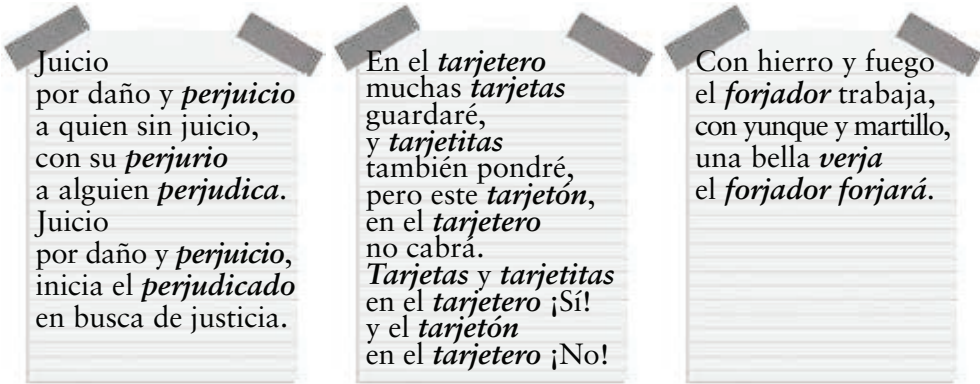 Juicio
por daño y perjuicio
a quien sin juicio,
con su perjurio
a alguien perjudica.
Juicio
por daño y perjuicio,
inicia el perjudicado
en busca de justicia.
En el tarjetero
muchas tarjetas
guardaré,
y tarjetitas
también pondré,
pero este tarjetón,
en el tarjetero
no cabrá.
Tarjetas y tarjetitas
en el tarjetero ¡Sí!
y el tarjetón
en el tarjetero ¡No!
Con hierro y fuego
el forjador trabaja,
con yunque y martillo,
una bella verja
el forjador forjará.